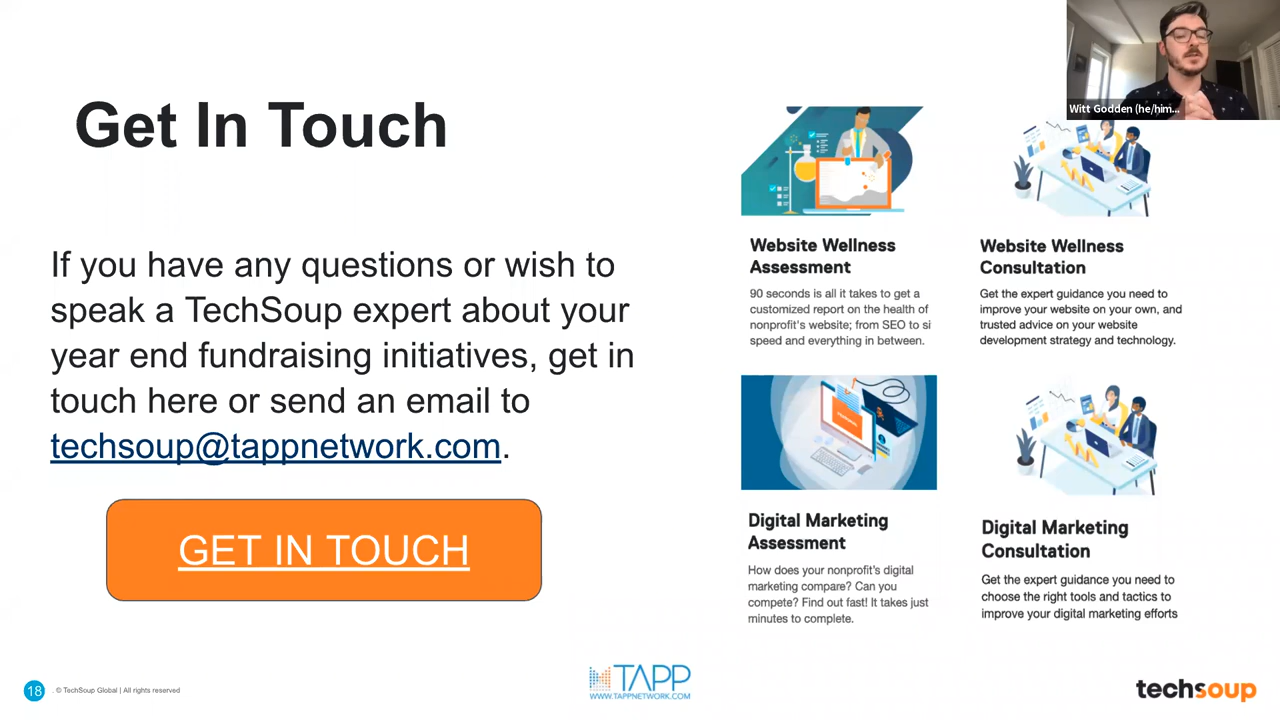 Witt Godden (he/him...
Get In Touch
If you have any questions or wish to
speak a TechSoup expert about your
year end fundraising initiatives, get in
touch here or send an email to
techsoup@tappnetwork.com.
GET IN TOUCH
Website Wellness
Assessment
90 seconds is all it takes to get a
customized report on the health of
nonprofit's website; from SEO to si
speed and everything in between.
Website Wellness
Consultation
Get the expert guidance you need to
improve your website on your own, and
trusted advice on your website
development strategy and technology.
Digital Marketing
Assessment
How does your nonprofit's digital
marketing compare? Can you
compete? Find out fast! It takes just
minutes to complete.
Digital Marketing
Consultation
Get the expert guidance you need to
choose the right tools and tactics to
improve your digital marketing efforts
18 . © TechSoup Global | All rights reserved
TAPP
WWW.TAPPNETWORK.COM
techsoup